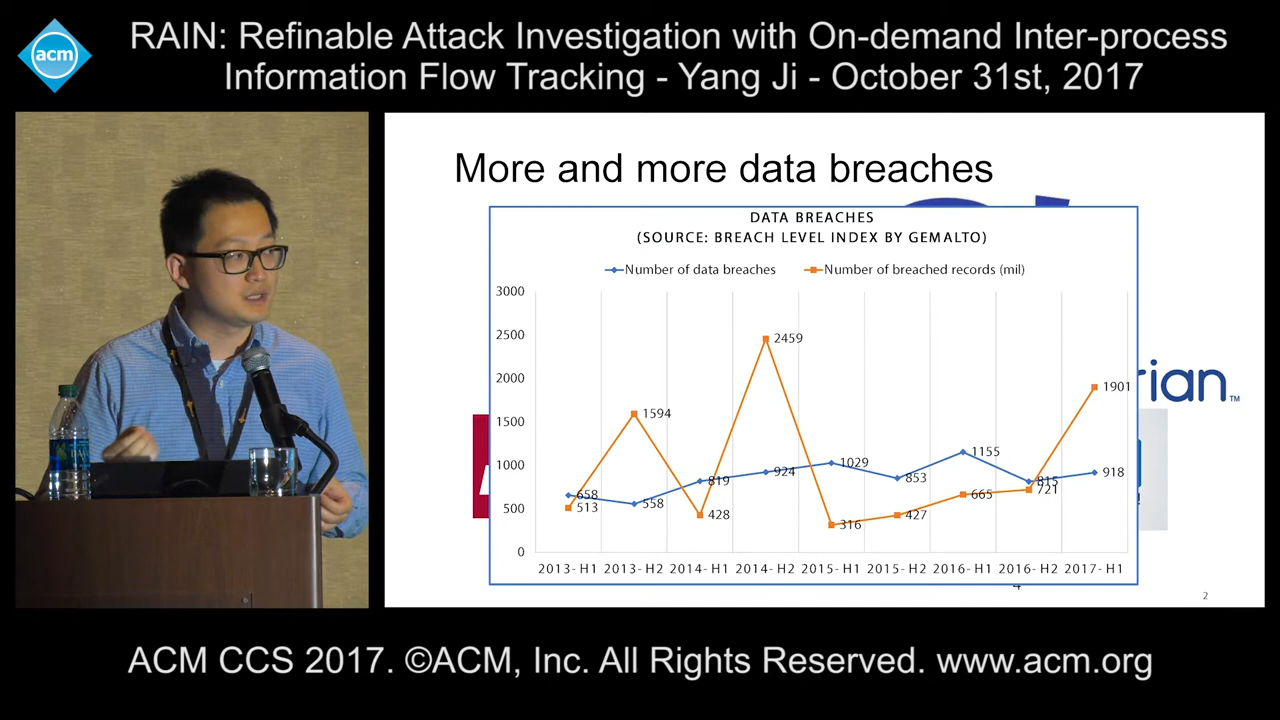 acm
RAIN: Refinable Attack Investigation with On-demand Inter-process
Information Flow Tracking - Yang Ji - October 31st, 2017
More and more data breaches
DATA BREACHES
(SOURCE: BREACH LEVEL INDEX BY GEMALTO)
Number of data breaches
Number of breached records (mil)
3000
2500
2000
1500
1000
500
0
658
558
819
924
1029
853
1155
815
918
513
1594
428
2459
316
427
665
721
1901
2013-H1 2013-H2 2014-H1 2014-H2 2015-H1 2015-H2 2016-H1 2016-H2 2017-H1
rian™
4
2
ACM CCS 2017. ©ACM, Inc. All Rights Reserved. www.acm.org